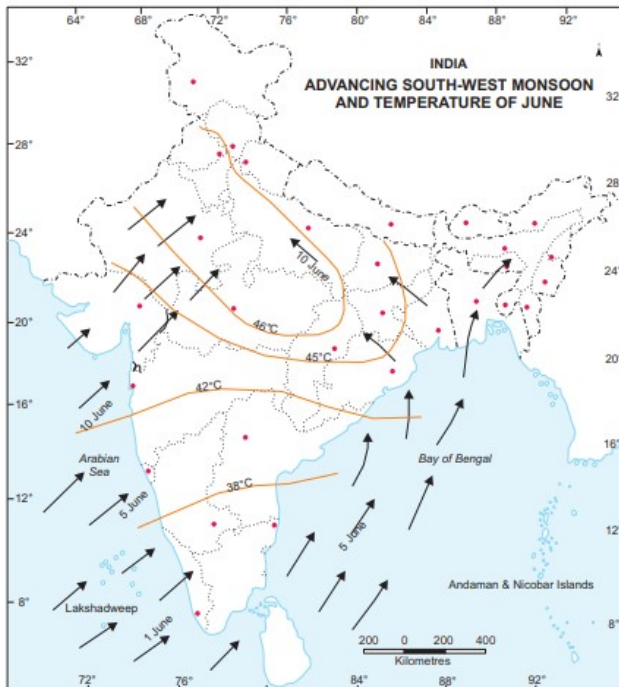 64° 68° 72° 76° 80° 84° 88° 92°
32°
INDIA
ADVANCING SOUTH-WEST MONSOON
AND TEMPERATURE OF JUNE
32
28°
28
24°
10 June
24°
20°
46°C
45°C
20°
42°C
16°
10 June
16°
Arabian
Sea
Bay of Bengal
38°C
12°
5 June
5 June
12°
Andaman & Nicobar Islands
8°
Lakshadweep
1 June
8°
200 0 200 400
Kilometres
72° 76° 84° 88° 92°